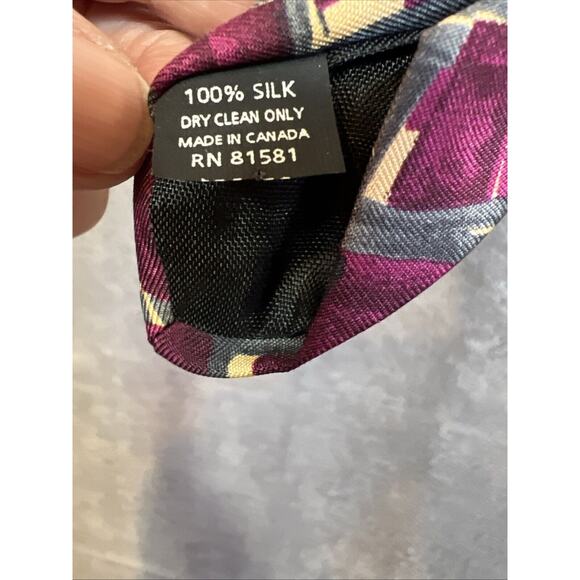 100% SILK
DRY CLEAN ONLY
MADE IN CANADA
RN 81581